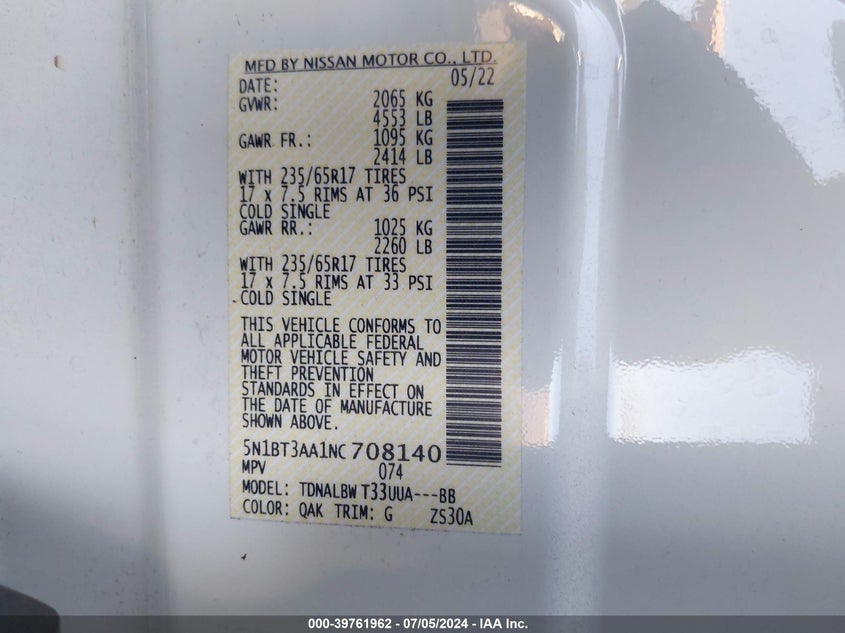 MFD BY NISSAN MOTOR CO., LTD.
DATE: 05/22
GVWR: 2065 KG
4553 LB
GAWR FR.: 1095 KG
2414 LB
WITH 235/65R17 TIRES
17 x 7.5 RIMS AT 36 PSI
COLD SINGLE
GAWR RR.: 1025 KG
2260 LB
WITH 235/65R17 TIRES
17 x 7.5 RIMS AT 33 PSI
COLD SINGLE
THIS VEHICLE CONFORMS TO
ALL APPLICABLE FEDERAL
MOTOR VEHICLE SAFETY AND
THEFT PREVENTION
STANDARDS IN EFFECT ON
THE DATE OF MANUFACTURE
SHOWN ABOVE.
5N1BT3AA1NC708140
MPV 074
MODEL: TDNALBW T33UUA---BB
COLOR: QAK TRIM: G ZS30A
000-39761962 - 07/05/2024 - IAA Inc.